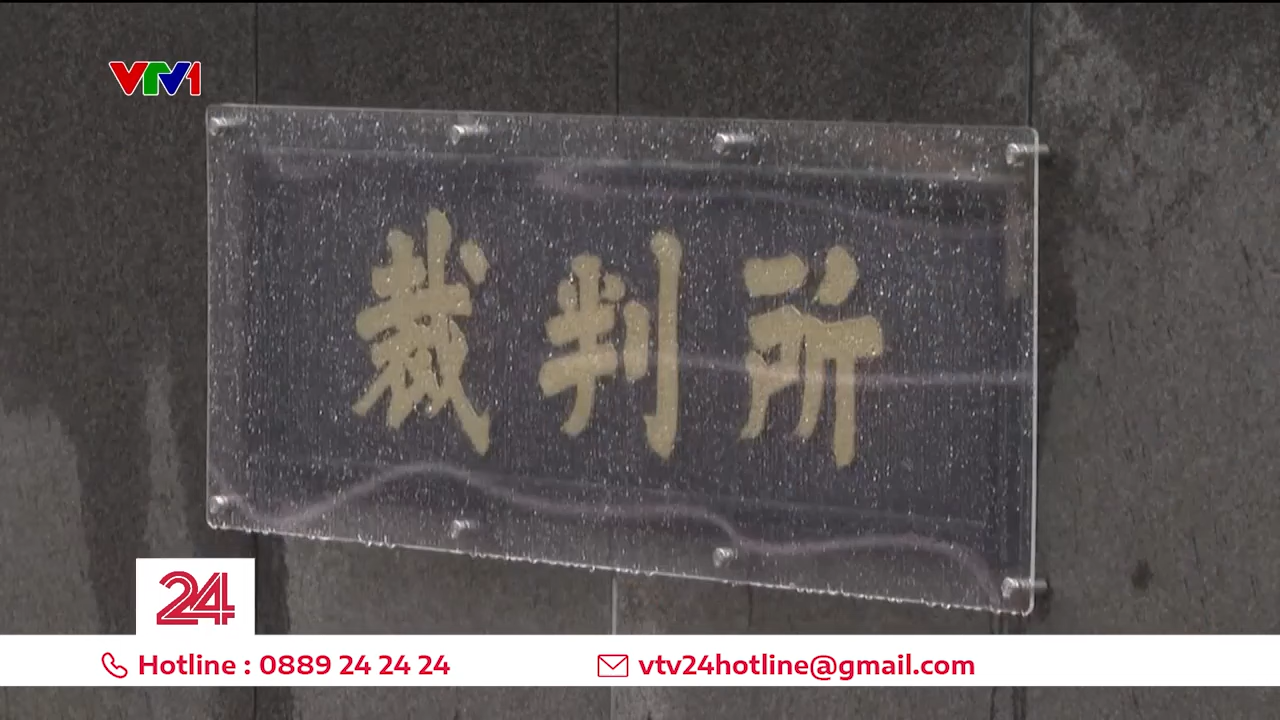 VTV1
裁判所
24
Hotline : 0889 24 24 24
vtv24hotline@gmail.com